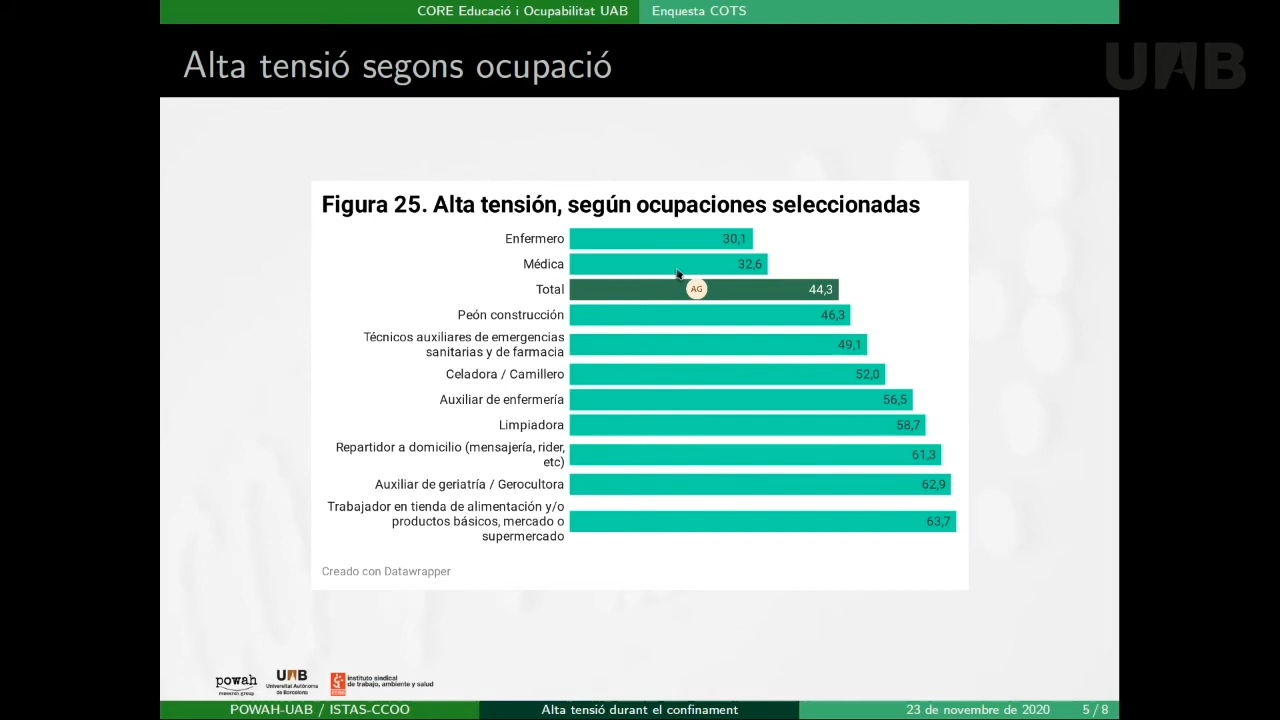 CORE Educació i Ocupabilitat UAB
Enquesta COTS
Alta tensió segons ocupació
UAB
Figura 25. Alta tensión, según ocupaciones seleccionadas
Enfermero 30,1
Médica 32,6
Total AG 44,3
Peón construcción 46,3
Técnicos auxiliares de emergencias
sanitarias y de farmacia 49,1
Celadora / Camillero 52,0
Auxiliar de enfermería 56,5
Limpiadora 58,7
Repartidor a domicilio (mensajería, rider,
etc) 61,3
Auxiliar de geriatría / Gerocultora 62,9
Trabajador en tienda de alimentación y/o
productos básicos, mercado o 63,7
supermercado
Creado con Datawrapper
powah
research group
UAB
Universitat Autònoma
de Barcelona
instituto sindical
de trabajo, ambiente y salud
POWAH-UAB / ISTAS-CCOO
Alta tensió durant el confinament
23 de novembre de 2020
5 / 8